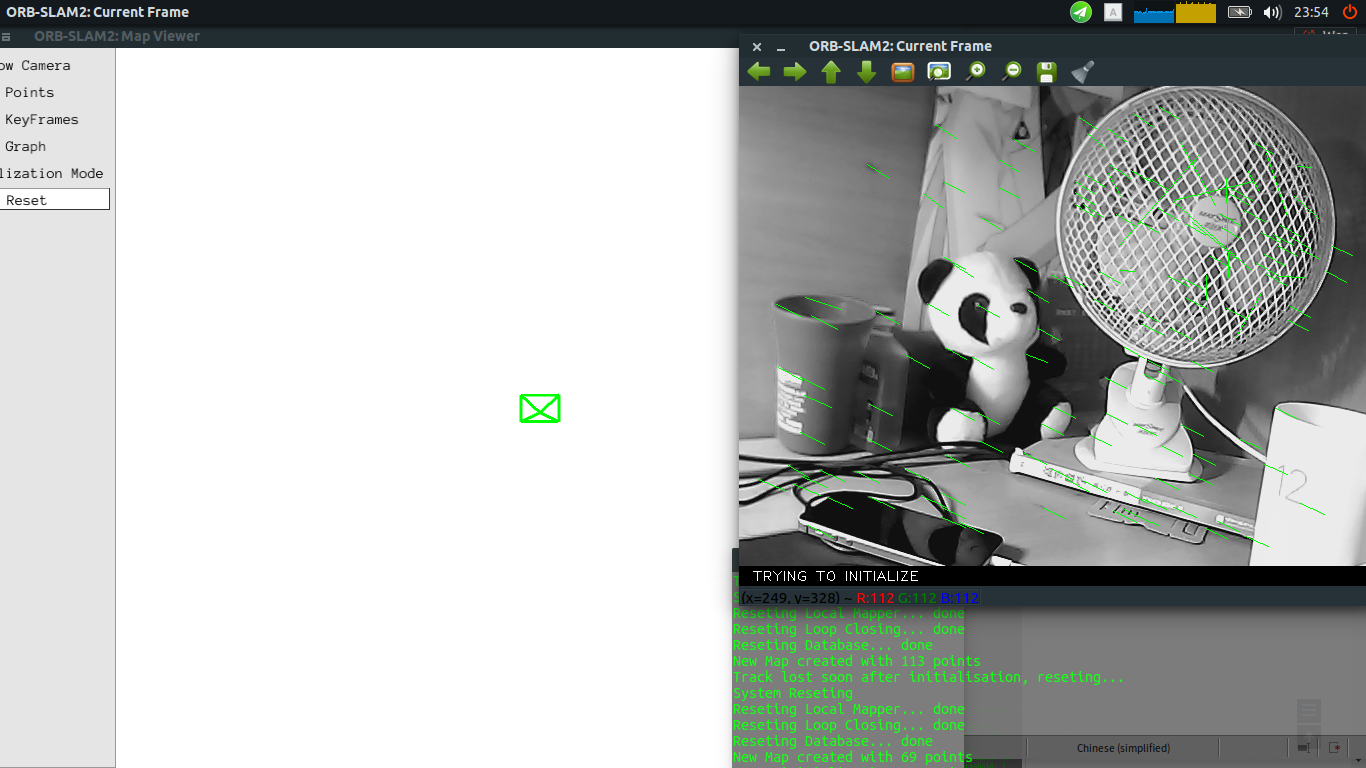 ORB-SLAM2: Current Frame
A
23:54
ORB-SLAM2: Map Viewer
ow Camera
Points
KeyFrames
Graph
lization Mode
Reset
ORB-SLAM2: Current Frame
12
TRYING TO INITIALIZE
(x=249, y=328) ~ R:112 G:112 B:112
Reseting Local Mapper... done
Reseting Loop Closing... done
Reseting Database... done
New Map created with 113 points
Track lost soon after initialisation, reseting...
System Reseting
Reseting Local Mapper... done
Reseting Loop Closing... done
Reseting Database... done
New Map created with 69 points
Chinese (simplified)